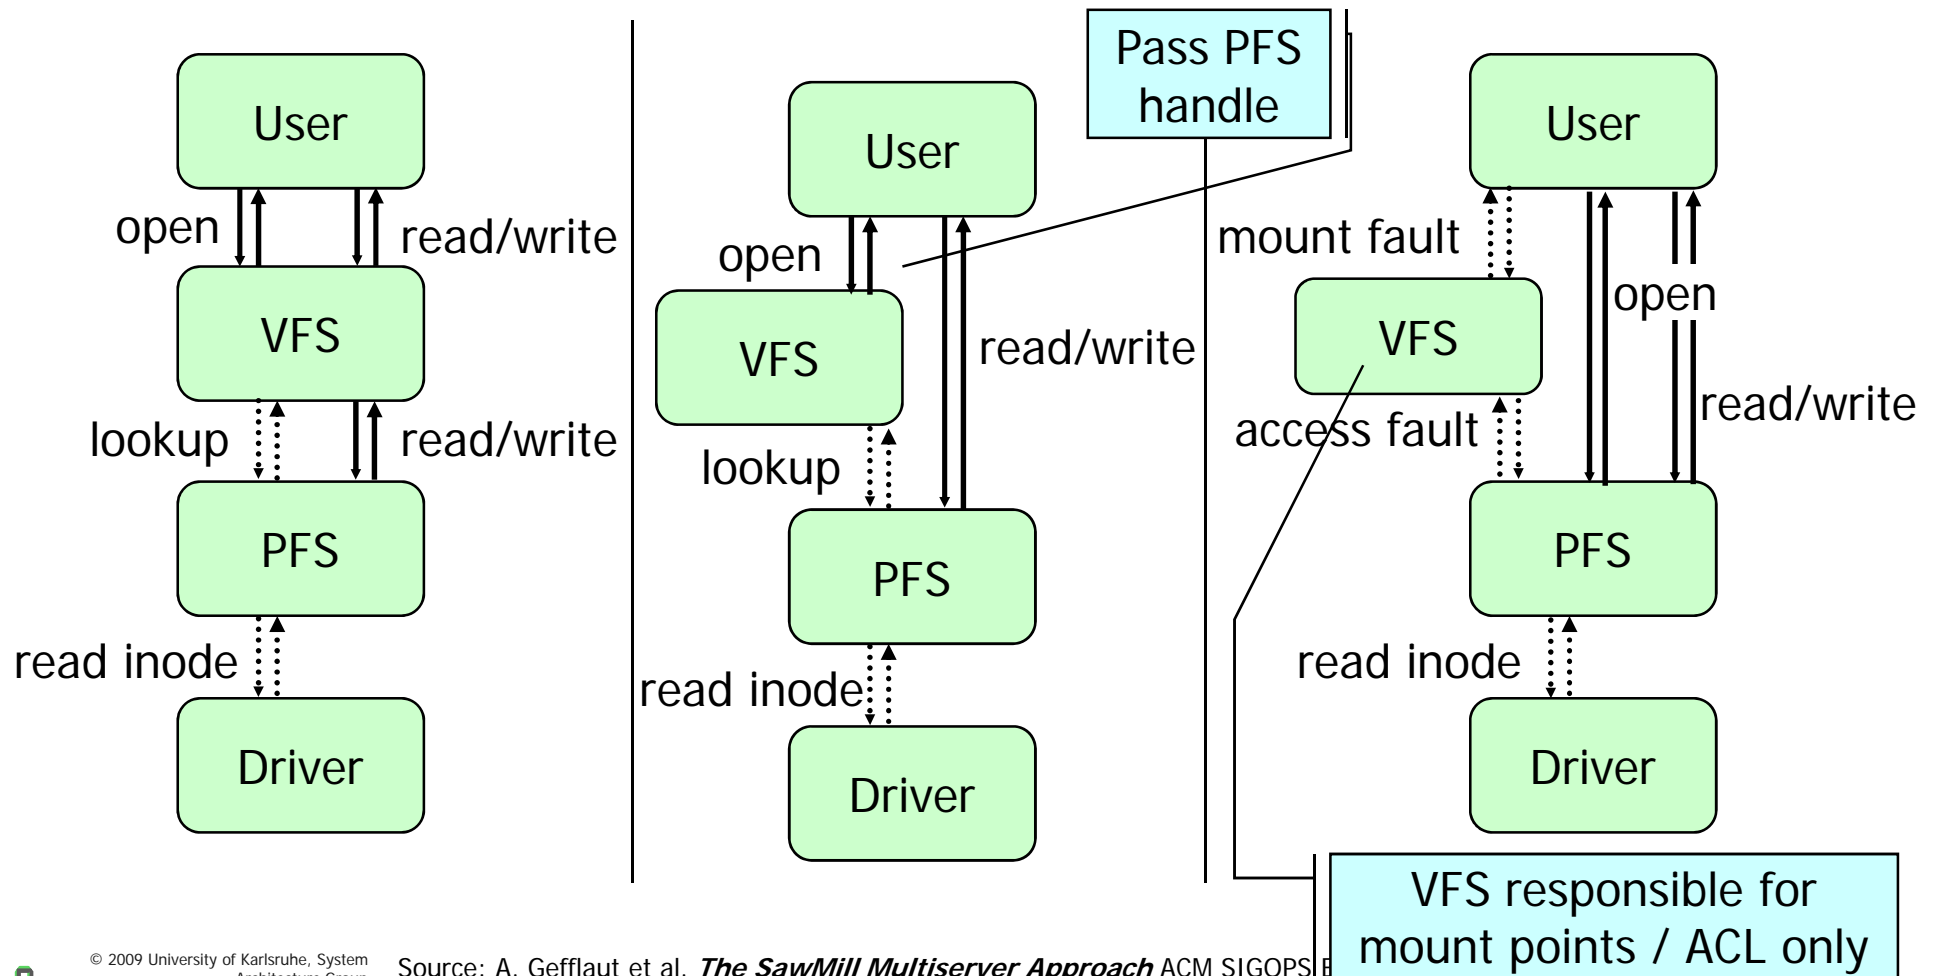 User
open
read/write
VFS
lookup
read/write
PFS
read inode
Driver
Pass PFS
handle
User
open
VFS
read/write
lookup
PFS
read inode
Driver
User
mount fault
open
VFS
access fault
read/write
PFS
read inode
Driver
VFS responsible for
mount points / ACL only
© 2009 University of Karlsruhe, System
Architecture Group
Source: A. Gefflaut et al. The SawMill Multiserver Approach ACM SIGOPS